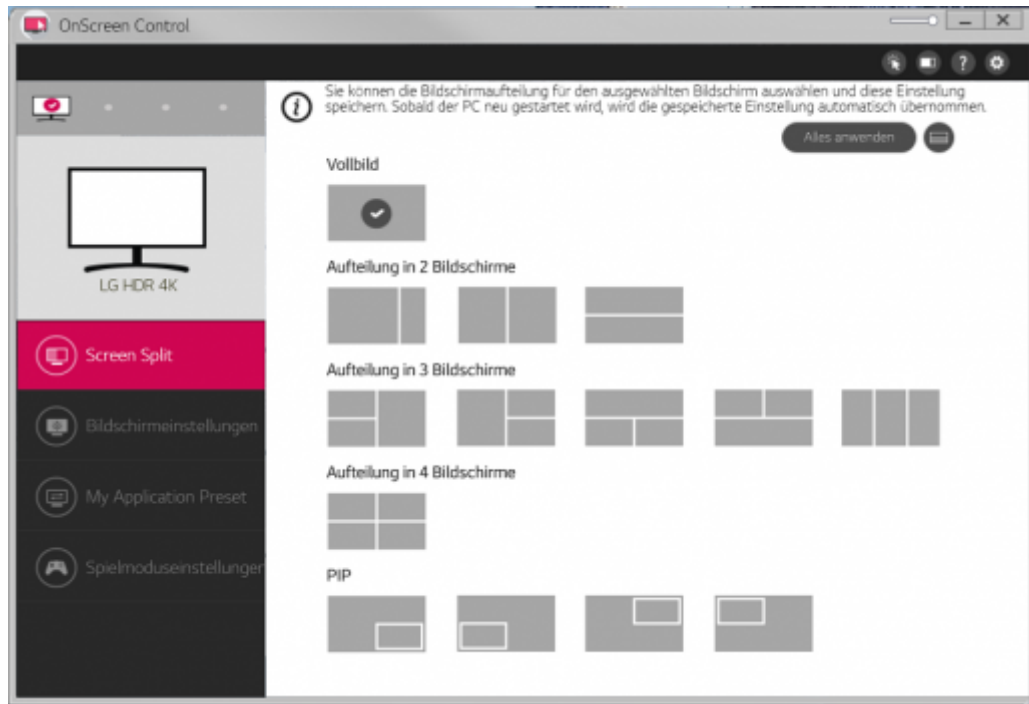 OnScreen Control
Sie können die Bildschirmaufteilung für den ausgewählten Bildschirm auswählen und diese Einstellung
speichern. Sobald der PC neu gestartet wird, wird die gespeicherte Einstellung automatisch übernommen.
Alles anwenden
LG HDR 4K
Screen Split
Bildschirmeinstellungen
My Application Preset
Spielmoduseinstellungen
Vollbild
Aufteilung in 2 Bildschirme
Aufteilung in 3 Bildschirme
Aufteilung in 4 Bildschirme
PIP